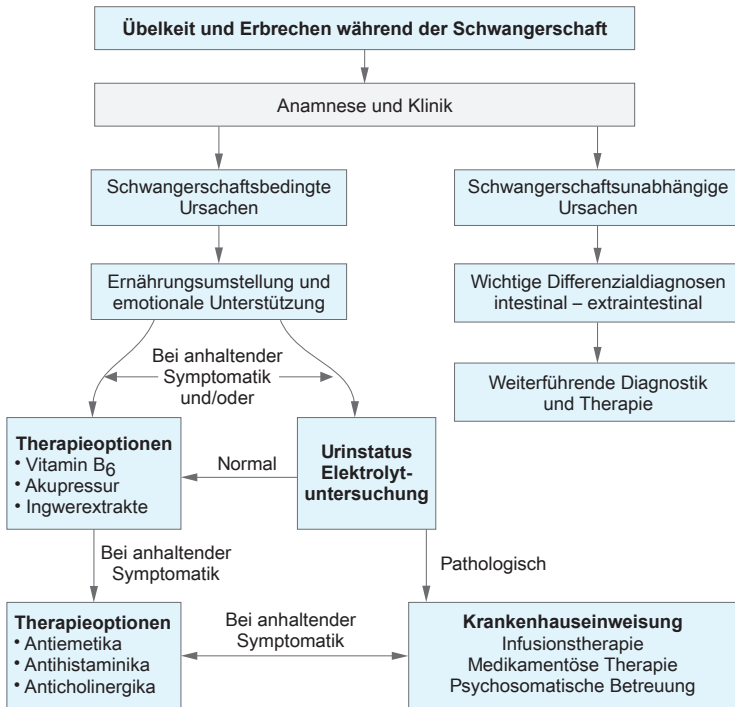 Übelkeit und Erbrechen während der Schwangerschaft
Anamnese und Klinik
Schwangerschaftsbedingte
Ursachen
Schwangerschaftsunabhängige
Ursachen
Ernährungsumstellung und
emotionale Unterstützung
Wichtige Differenzialdiagnosen
intestinal – extraintestinal
Bei anhaltender
Symptomatik
und/oder
Weiterführende Diagnostik
und Therapie
Therapieoptionen
• Vitamin B6
• Akupressur
• Ingwerextrakte
Normal
Urinstatus
Elektrolyt-
untersuchung
Bei anhaltender
Symptomatik
Pathologisch
Therapieoptionen
• Antiemetika
• Antihistaminika
• Anticholinergika
Bei anhaltender
Symptomatik
Krankenhauseinweisung
Infusionstherapie
Medikamentöse Therapie
Psychosomatische Betreuung